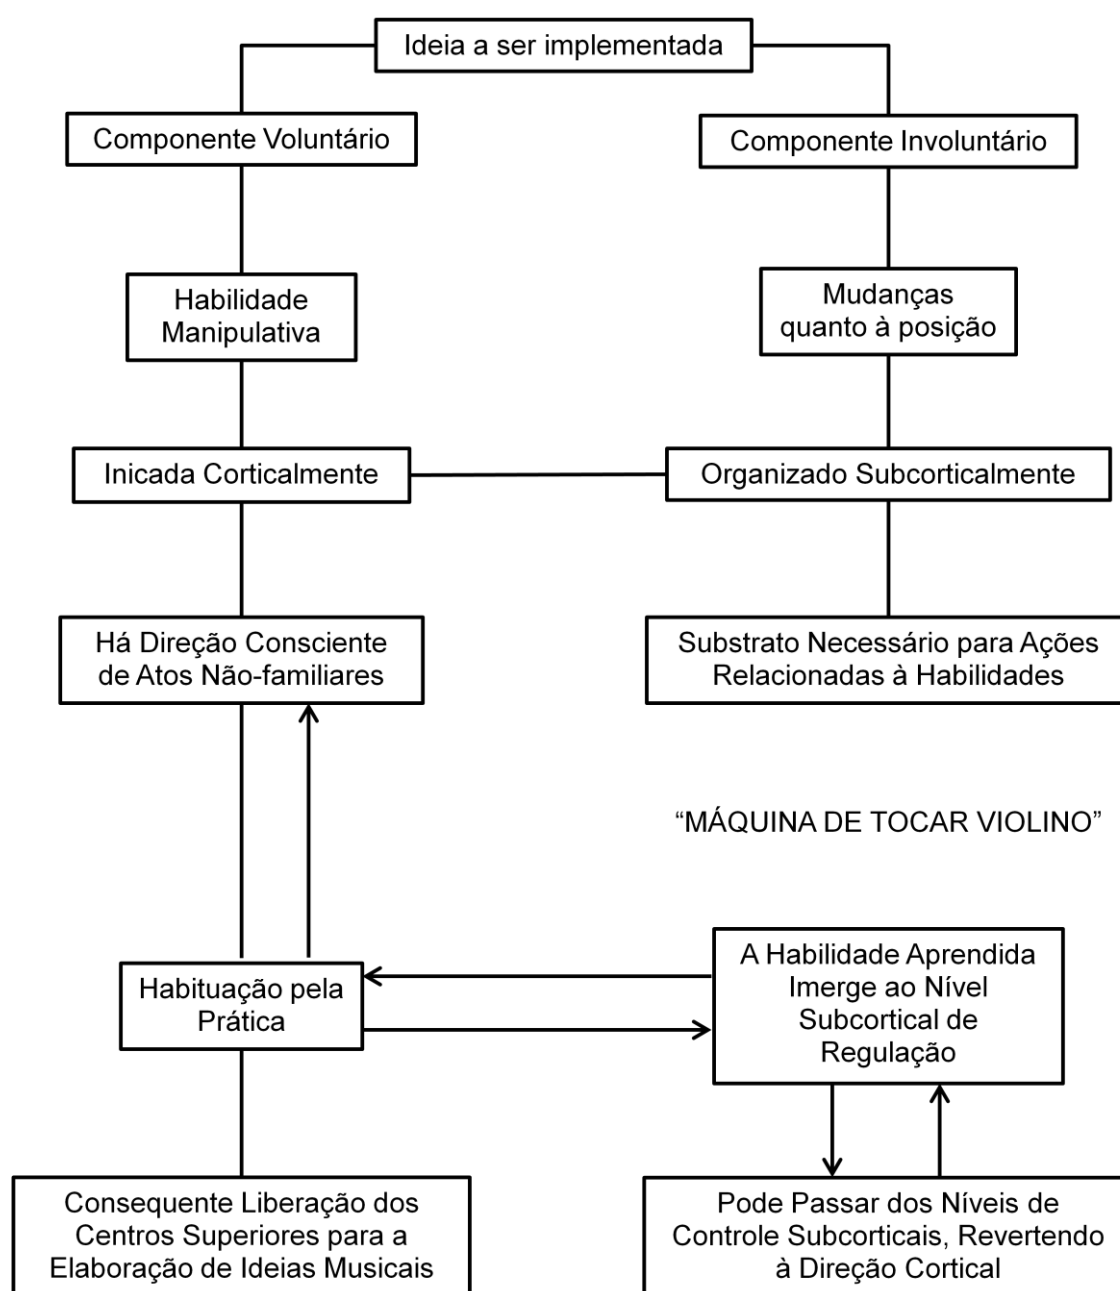 Ideia a ser implementada
Componente Voluntário
Componente Involuntário
Habilidade
Manipulativa
Mudanças
quanto à posição
Inicada Corticalmente
Organizado Subcorticalmente
Há Direção Consciente
de Atos Não-familiares
Substrato Necessário para Ações
Relacionadas à Habilidades
“MÁQUINA DE TOCAR VIOLINO”
Habituação pela
Prática
A Habilidade Aprendida
Imerge ao Nível
Subcortical de
Regulação
Consequente Liberação dos
Centros Superiores para a
Elaboração de Ideias Musicais
Pode Passar dos Níveis de
Controle Subcorticais, Revertendo
à Direção Cortical